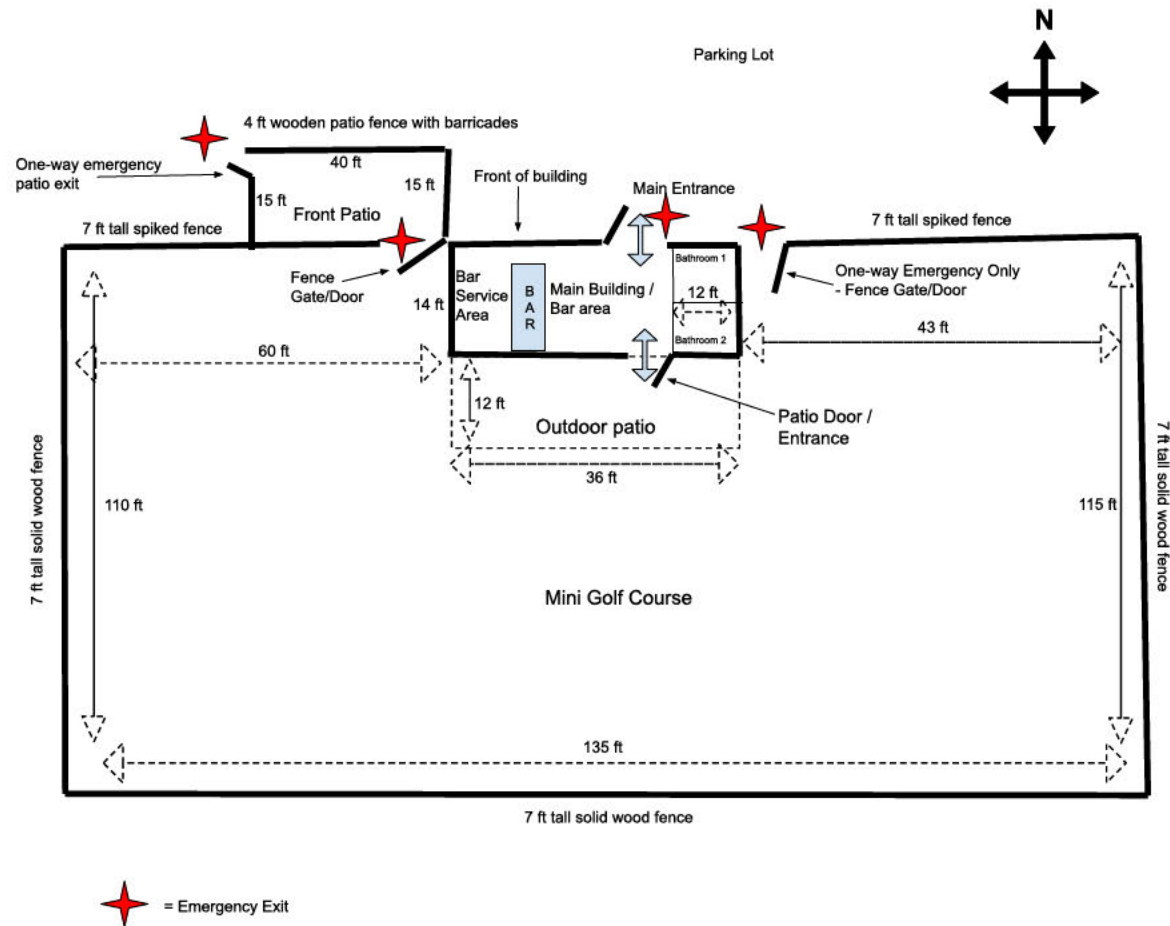 N
Parking Lot
4 ft wooden patio fence with barricades
One-way emergency
patio exit
40 ft
15 ft
15 ft
Front of building
Main Entrance
Front Patio
7 ft tall spiked fence
7 ft tall spiked fence
Fence
Gate/Door
14 ft
Bar
Service
Area
B
A
R
Main Building /
Bar area
Bathroom 1
12 ft
Bathroom 2
One-way Emergency Only
- Fence Gate/Door
43 ft
60 ft
12 ft
Outdoor patio
Patio Door /
Entrance
36 ft
7 ft tall solid wood fence
110 ft
115 ft
7 ft tall solid wood fence
Mini Golf Course
135 ft
7 ft tall solid wood fence
= Emergency Exit